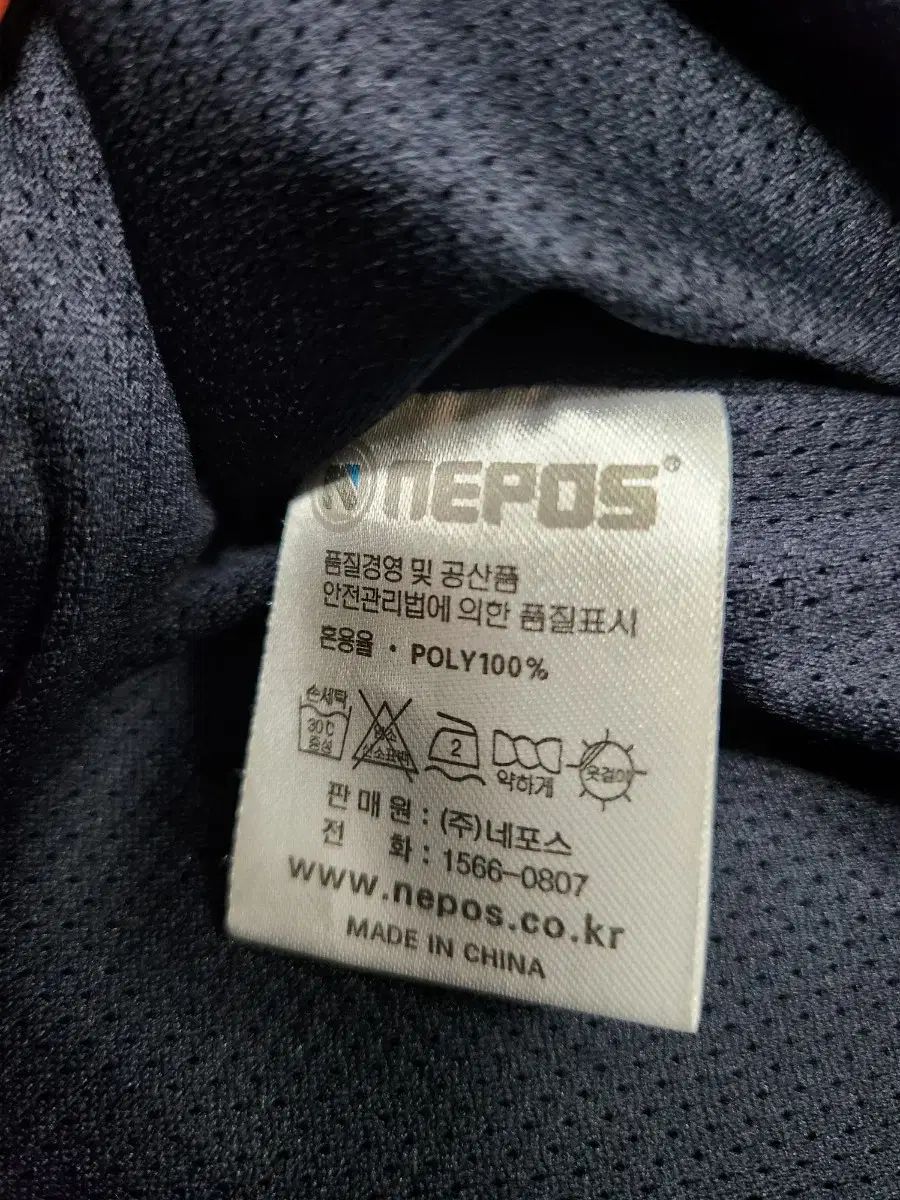 N NEPOS
품질경영 및 공산품
안전관리법에 의한 품질표시
혼용율 · POLY100%
손세탁
30℃
중성
2
약하게
옷걸이
판 매 원 : (주)네포스
전 화 : 1566-0807
www.nepos.co.kr
MADE IN CHINA